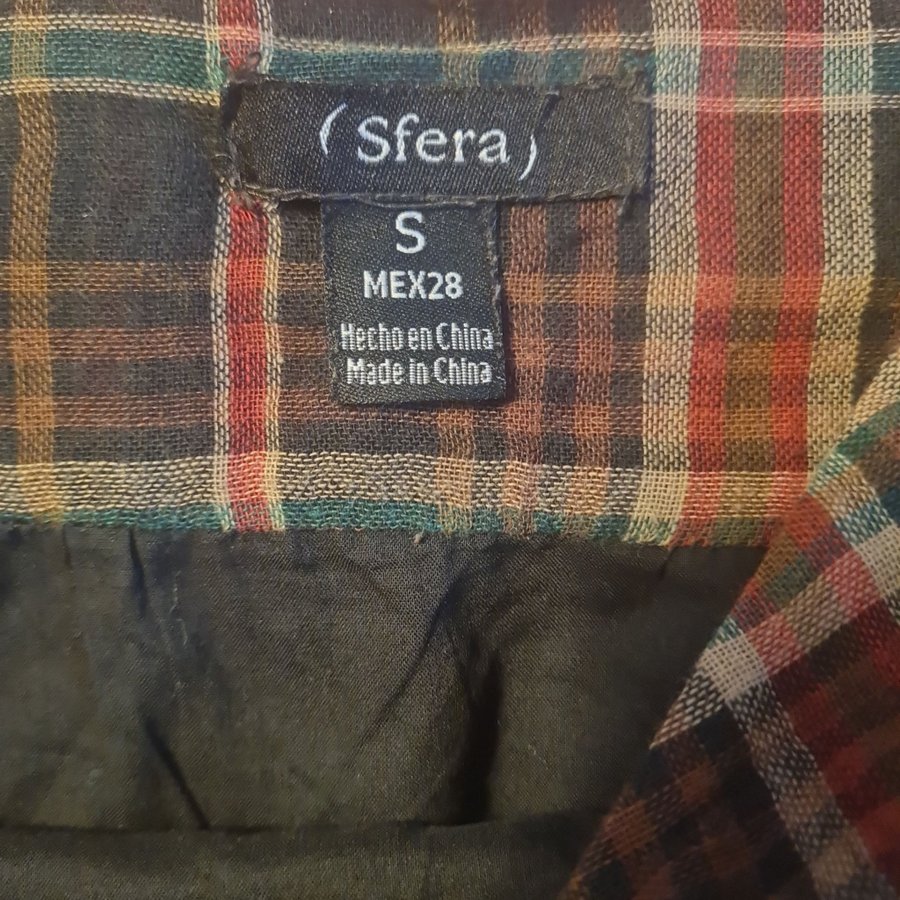 (Sfera)
S
MEX28
Hecho en China
Made in China